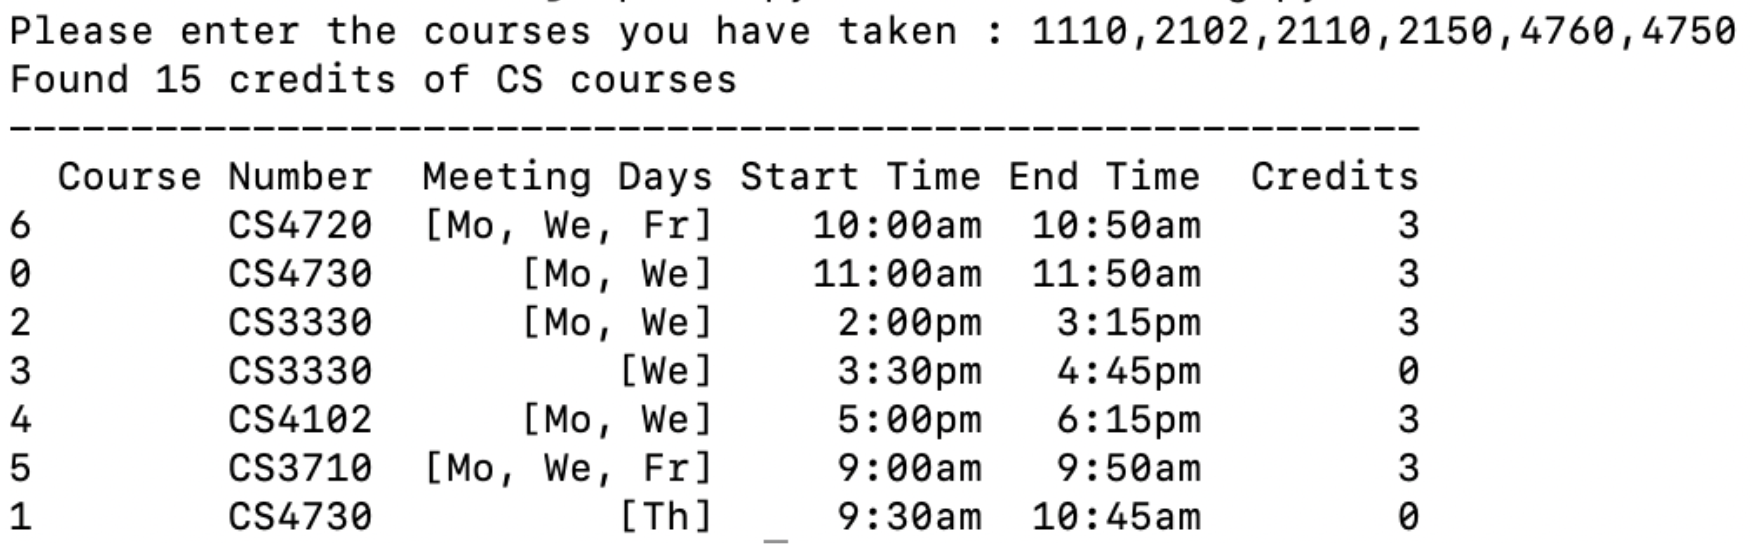 Please enter the courses you have taken : 1110,2102,2110,2150,4760,4750
Found 15 credits of CS courses
----------------------------------------------------------
  Course Number  Meeting Days Start Time End Time  Credits
6        CS4720  [Mo, We, Fr]    10:00am  10:50am        3
0        CS4730      [Mo, We]    11:00am  11:50am        3
2        CS3330      [Mo, We]     2:00pm   3:15pm        3
3        CS3330          [We]     3:30pm   4:45pm        0
4        CS4102      [Mo, We]     5:00pm   6:15pm        3
5        CS3710  [Mo, We, Fr]     9:00am   9:50am        3
1        CS4730          [Th]     9:30am  10:45am        0